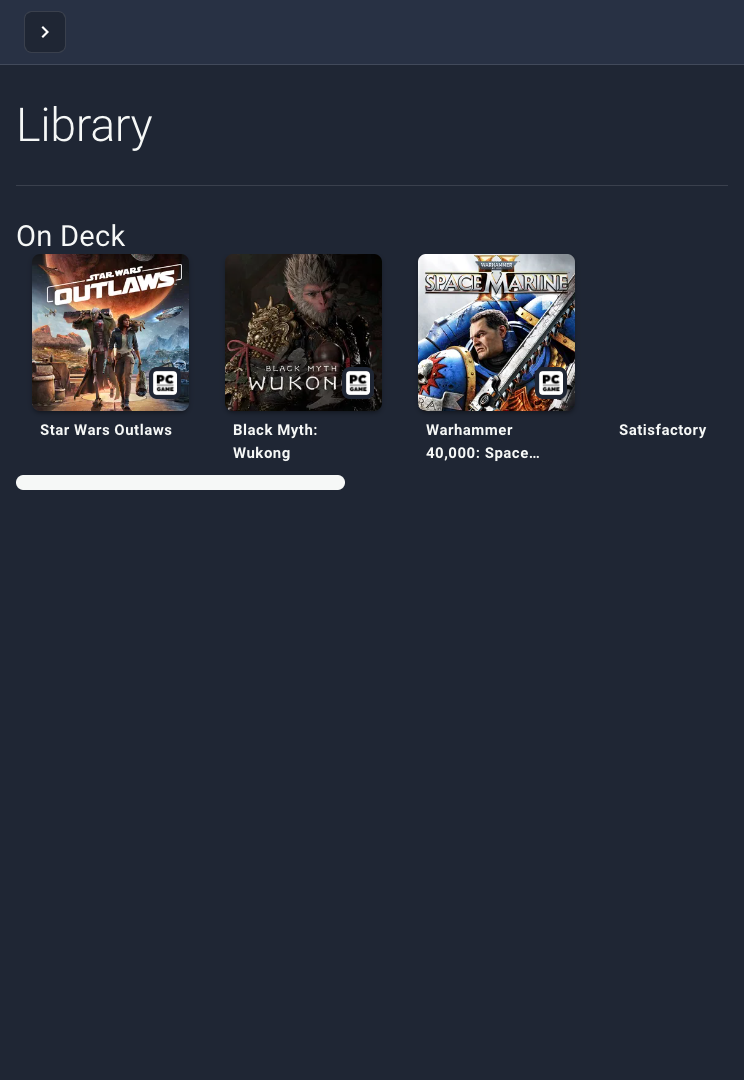 Library
On Deck
STAR WARS
OUTLAWS
PC
GAME
BLACK MYTH
WUKON
PC
GAME
WARHAMMER
SPACE MARINE
PC
GAME
Star Wars Outlaws
Black Myth:
Wukong
Warhammer
40,000: Space…
Satisfactory